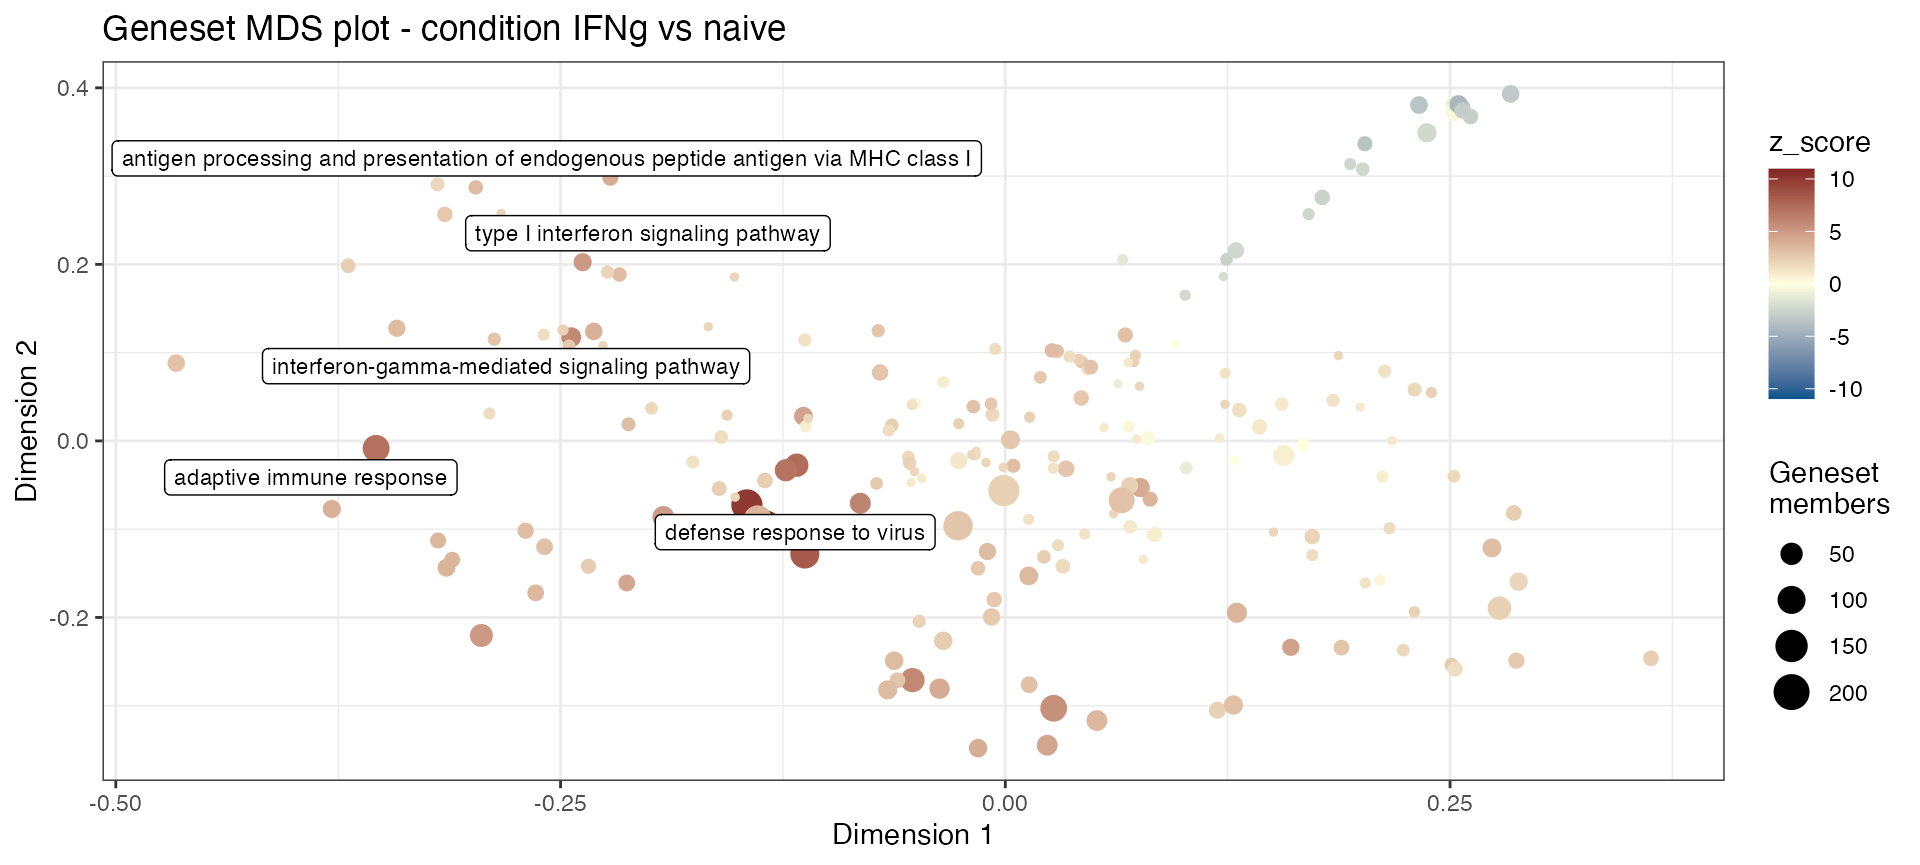 Geneset MDS plot - condition IFNg vs naive
0.4
0.2
0.0
-0.2
Dimension 2
antigen processing and presentation of endogenous peptide antigen via MHC class I
type I interferon signaling pathway
interferon-gamma-mediated signaling pathway
adaptive immune response
defense response to virus
-0.50
-0.25
0.00
0.25
Dimension 1
z_score
10
5
0
-5
-10
Geneset
members
50
100
150
200